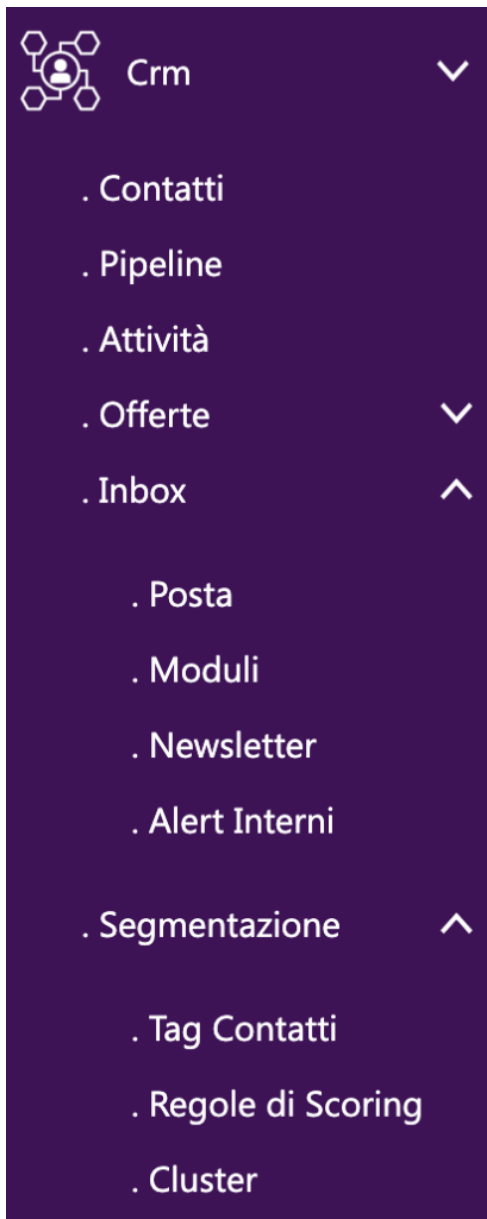 Crm
. Contatti
. Pipeline
. Attività
. Offerte
. Inbox
. Posta
. Moduli
. Newsletter
. Alert Interni
. Segmentazione
. Tag Contatti
. Regole di Scoring
. Cluster